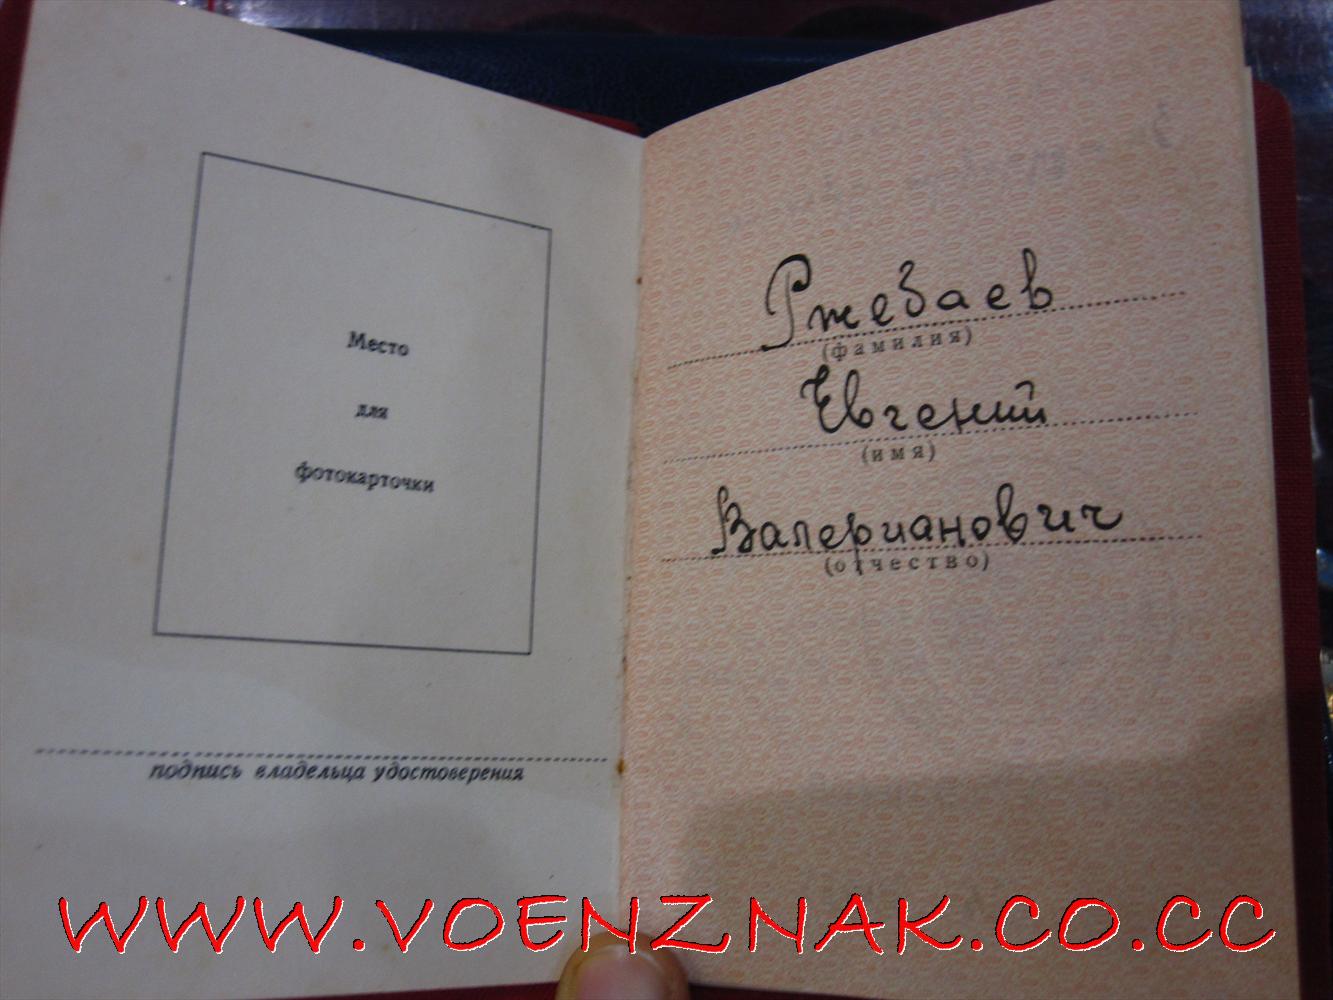 Место
для
фотокарточки
подпись владельца удостоверения
Ржебаев
(фамилия)
Евгений
(имя)
Валерианович
(отчество)
WWW.VOENZNAK.CO.CC